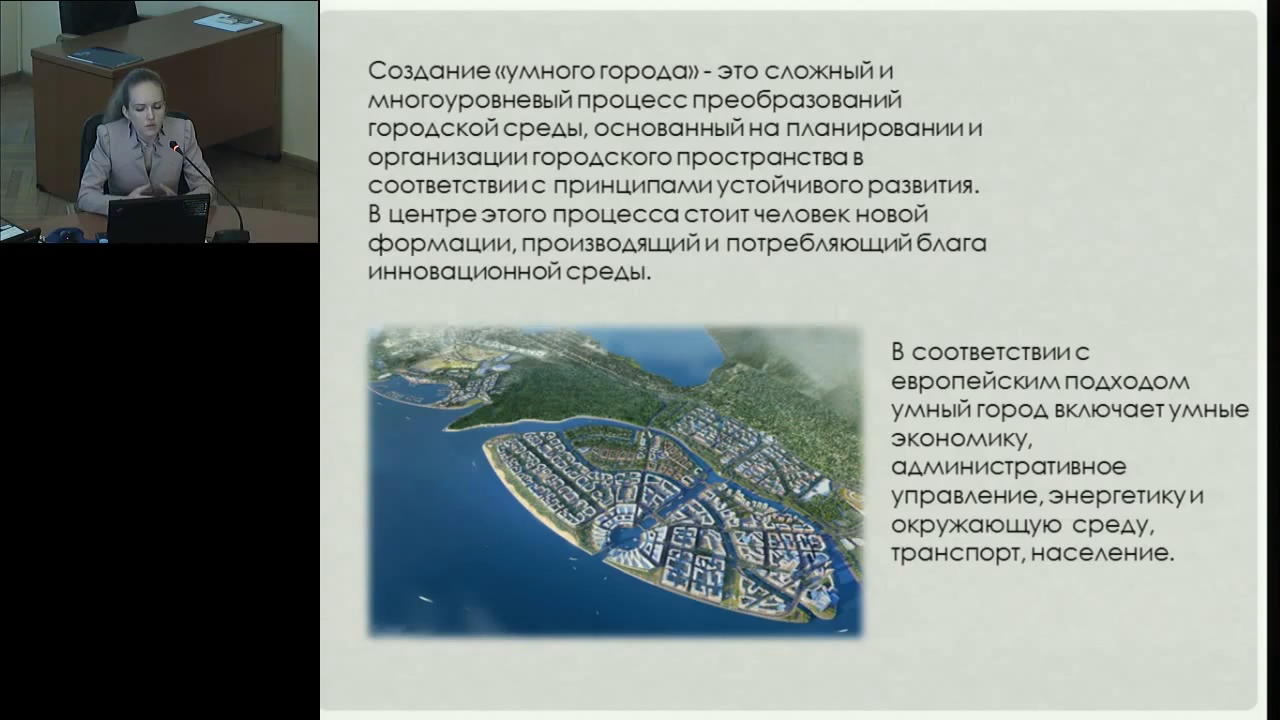 Создание «умного города» - это сложный и
многоуровневый процесс преобразований
городской среды, основанный на планировании и
организации городского пространства в
соответствии с принципами устойчивого развития.
В центре этого процесса стоит человек новой
формации, производящий и потребляющий блага
инновационной среды.
В соответствии с
европейским подходом
умный город включает умные
экономику,
административное
управление, энергетику и
окружающую среду,
транспорт, население.